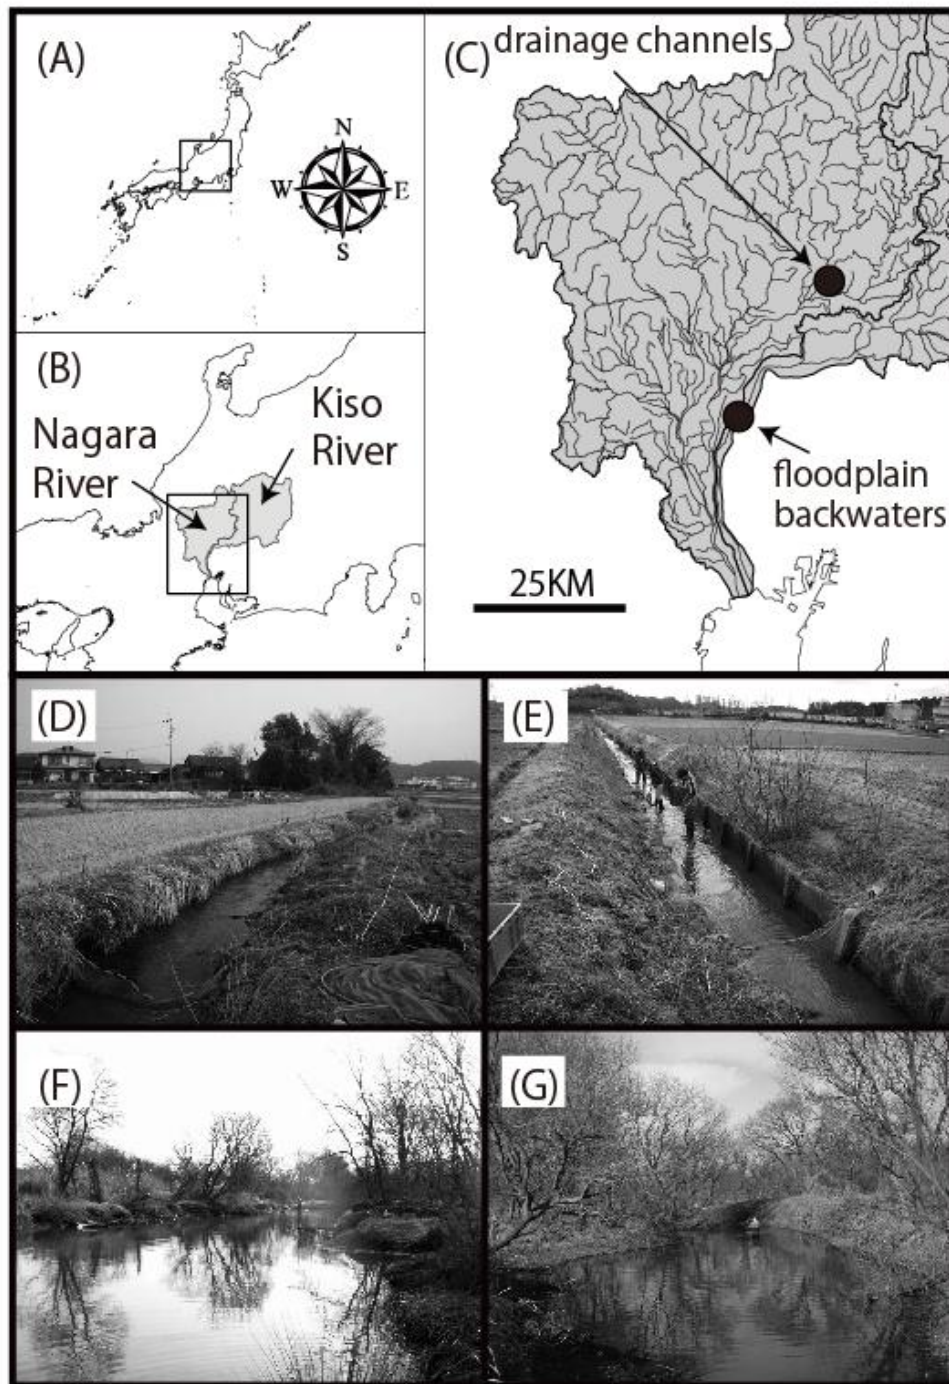 (A)
N
W
E
S
(B)
Nagara
River
Kiso
River
(C)
drainage channels
floodplain
backwaters
25KM
(D)
(E)
(F)
(G)